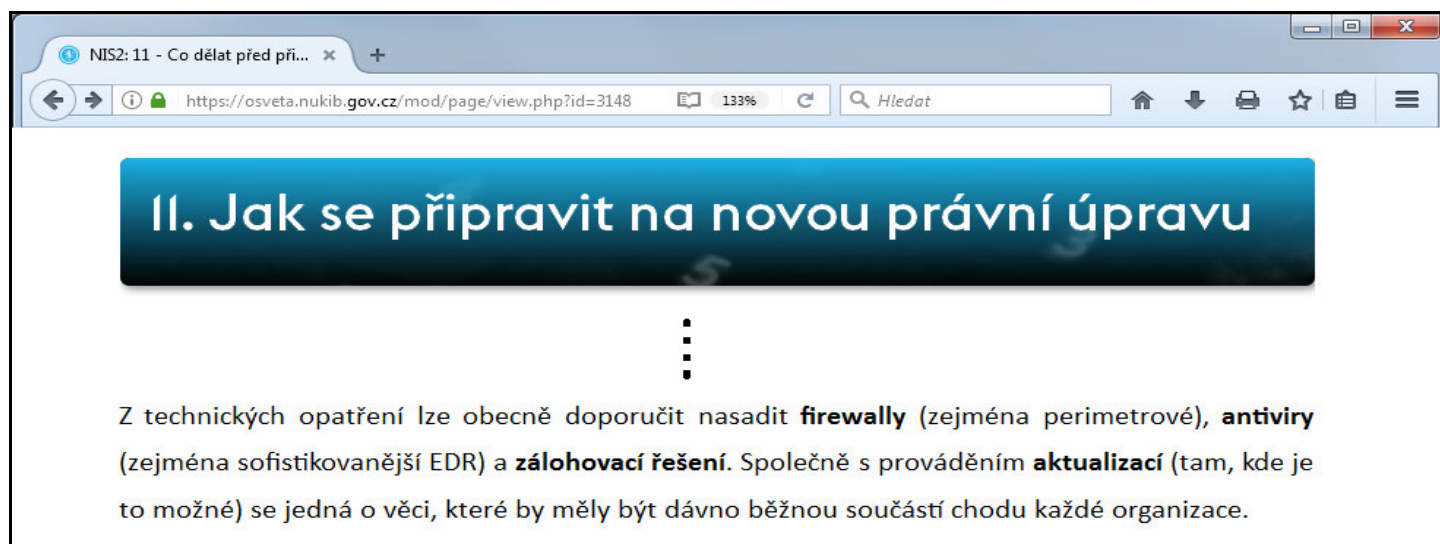 NIS2: 11 - Co dělat před při...
https://osveta.nukib.gov.cz/mod/page/view.php?id=3148 133% Hledat
11. Jak se připravit na novou právní úpravu
Z technických opatření lze obecně doporučit nasadit firewally (zejména perimetrové), antiviry
(zejména sofistikovanější EDR) a zálohovací řešení. Společně s prováděním aktualizací (tam, kde je
to možné) se jedná o věci, které by měly být dávno běžnou součástí chodu každé organizace.